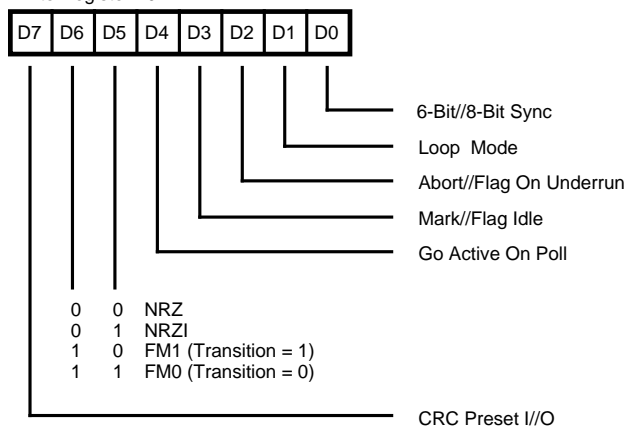 D7 D6 D5 D4 D3 D2 D1 D0
6-Bit//8-Bit Sync
Loop Mode
Abort//Flag On Underrun
Mark//Flag Idle
Go Active On Poll
0 0 NRZ
0 1 NRZI
1 0 FM1 (Transition = 1)
1 1 FM0 (Transition = 0)
CRC Preset I//O